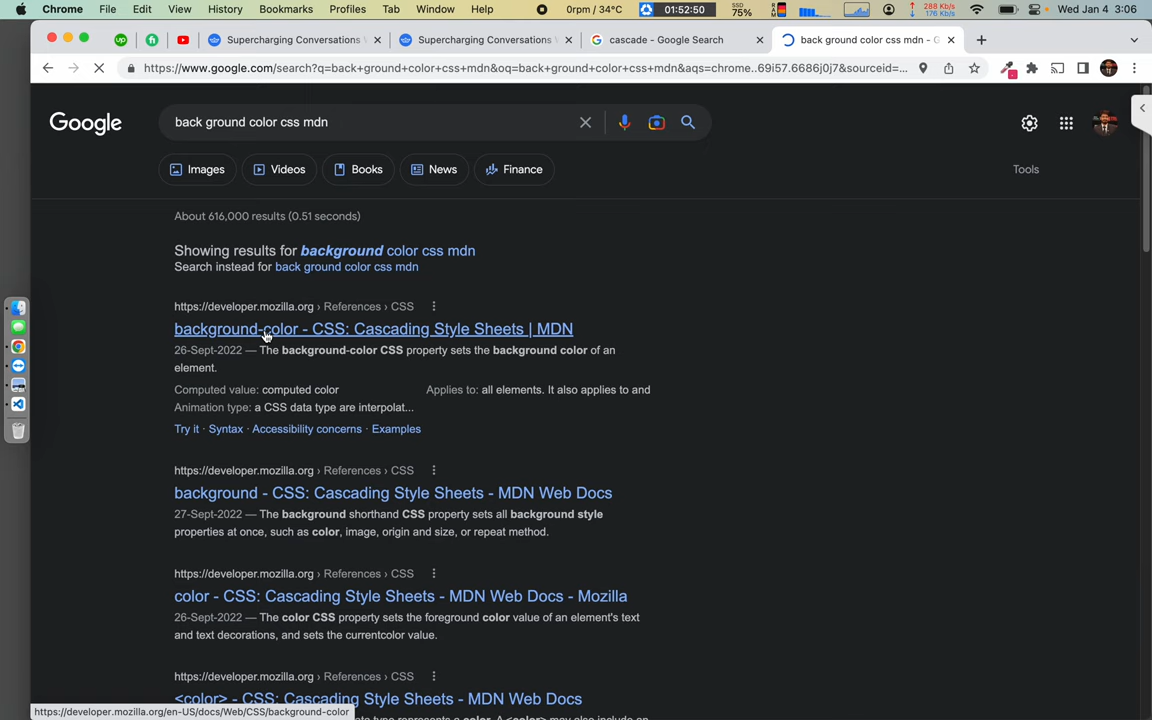 Chrome File Edit View History Bookmarks Profiles Tab Window Help 0rpm / 34°C 01:52:50 SSD 75% 288 Kb/s 176 Kb/s Wed Jan 4 3:06
Supercharging Conversations Supercharging Conversations cascade - Google Search back ground color css mdn - G
https://www.google.com/search?q=back+ground+color+css+mdn&oq=back+ground+color+css+mdn&aqs=chrome..69i57.6686j0j7&sourceid=...
Google back ground color css mdn
Images Videos Books News Finance Tools
About 616,000 results (0.51 seconds)
Showing results for background color css mdn
Search instead for back ground color css mdn
https://developer.mozilla.org › References › CSS
background-color - CSS: Cascading Style Sheets | MDN
26-Sept-2022 — The background-color CSS property sets the background color of an
element.
Computed value: computed color Applies to: all elements. It also applies to and
Animation type: a CSS data type are interpolat...
Try it · Syntax · Accessibility concerns · Examples
https://developer.mozilla.org › References › CSS
background - CSS: Cascading Style Sheets - MDN Web Docs
27-Sept-2022 — The background shorthand CSS property sets all background style
properties at once, such as color, image, origin and size, or repeat method.
https://developer.mozilla.org › References › CSS
color - CSS: Cascading Style Sheets - MDN Web Docs - Mozilla
26-Sept-2022 — The color CSS property sets the foreground color value of an element's text
and text decorations, and sets the currentcolor value.
https://developer.mozilla.org › References › CSS
<color> - CSS: Cascading Style Sheets - MDN Web Docs
https://developer.mozilla.org/en-US/docs/Web/CSS/background-color